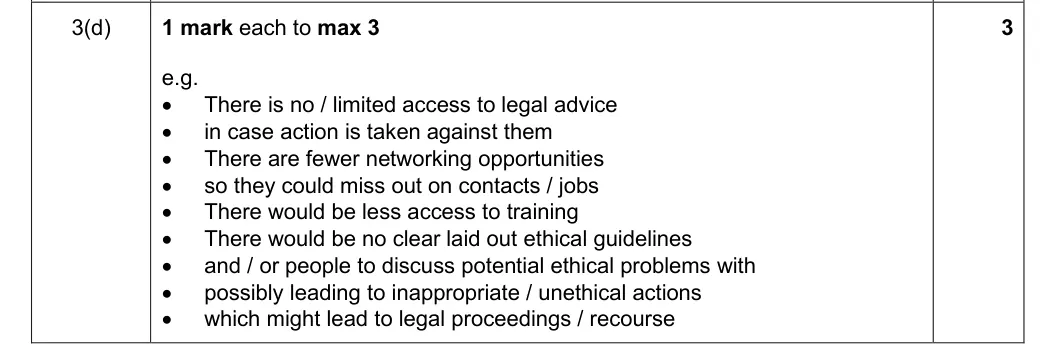 3(d) 1 mark each to max 3 3
e.g.
• There is no / limited access to legal advice
• in case action is taken against them
• There are fewer networking opportunities
• so they could miss out on contacts / jobs
• There would be less access to training
• There would be no clear laid out ethical guidelines
• and / or people to discuss potential ethical problems with
• possibly leading to inappropriate / unethical actions
• which might lead to legal proceedings / recourse